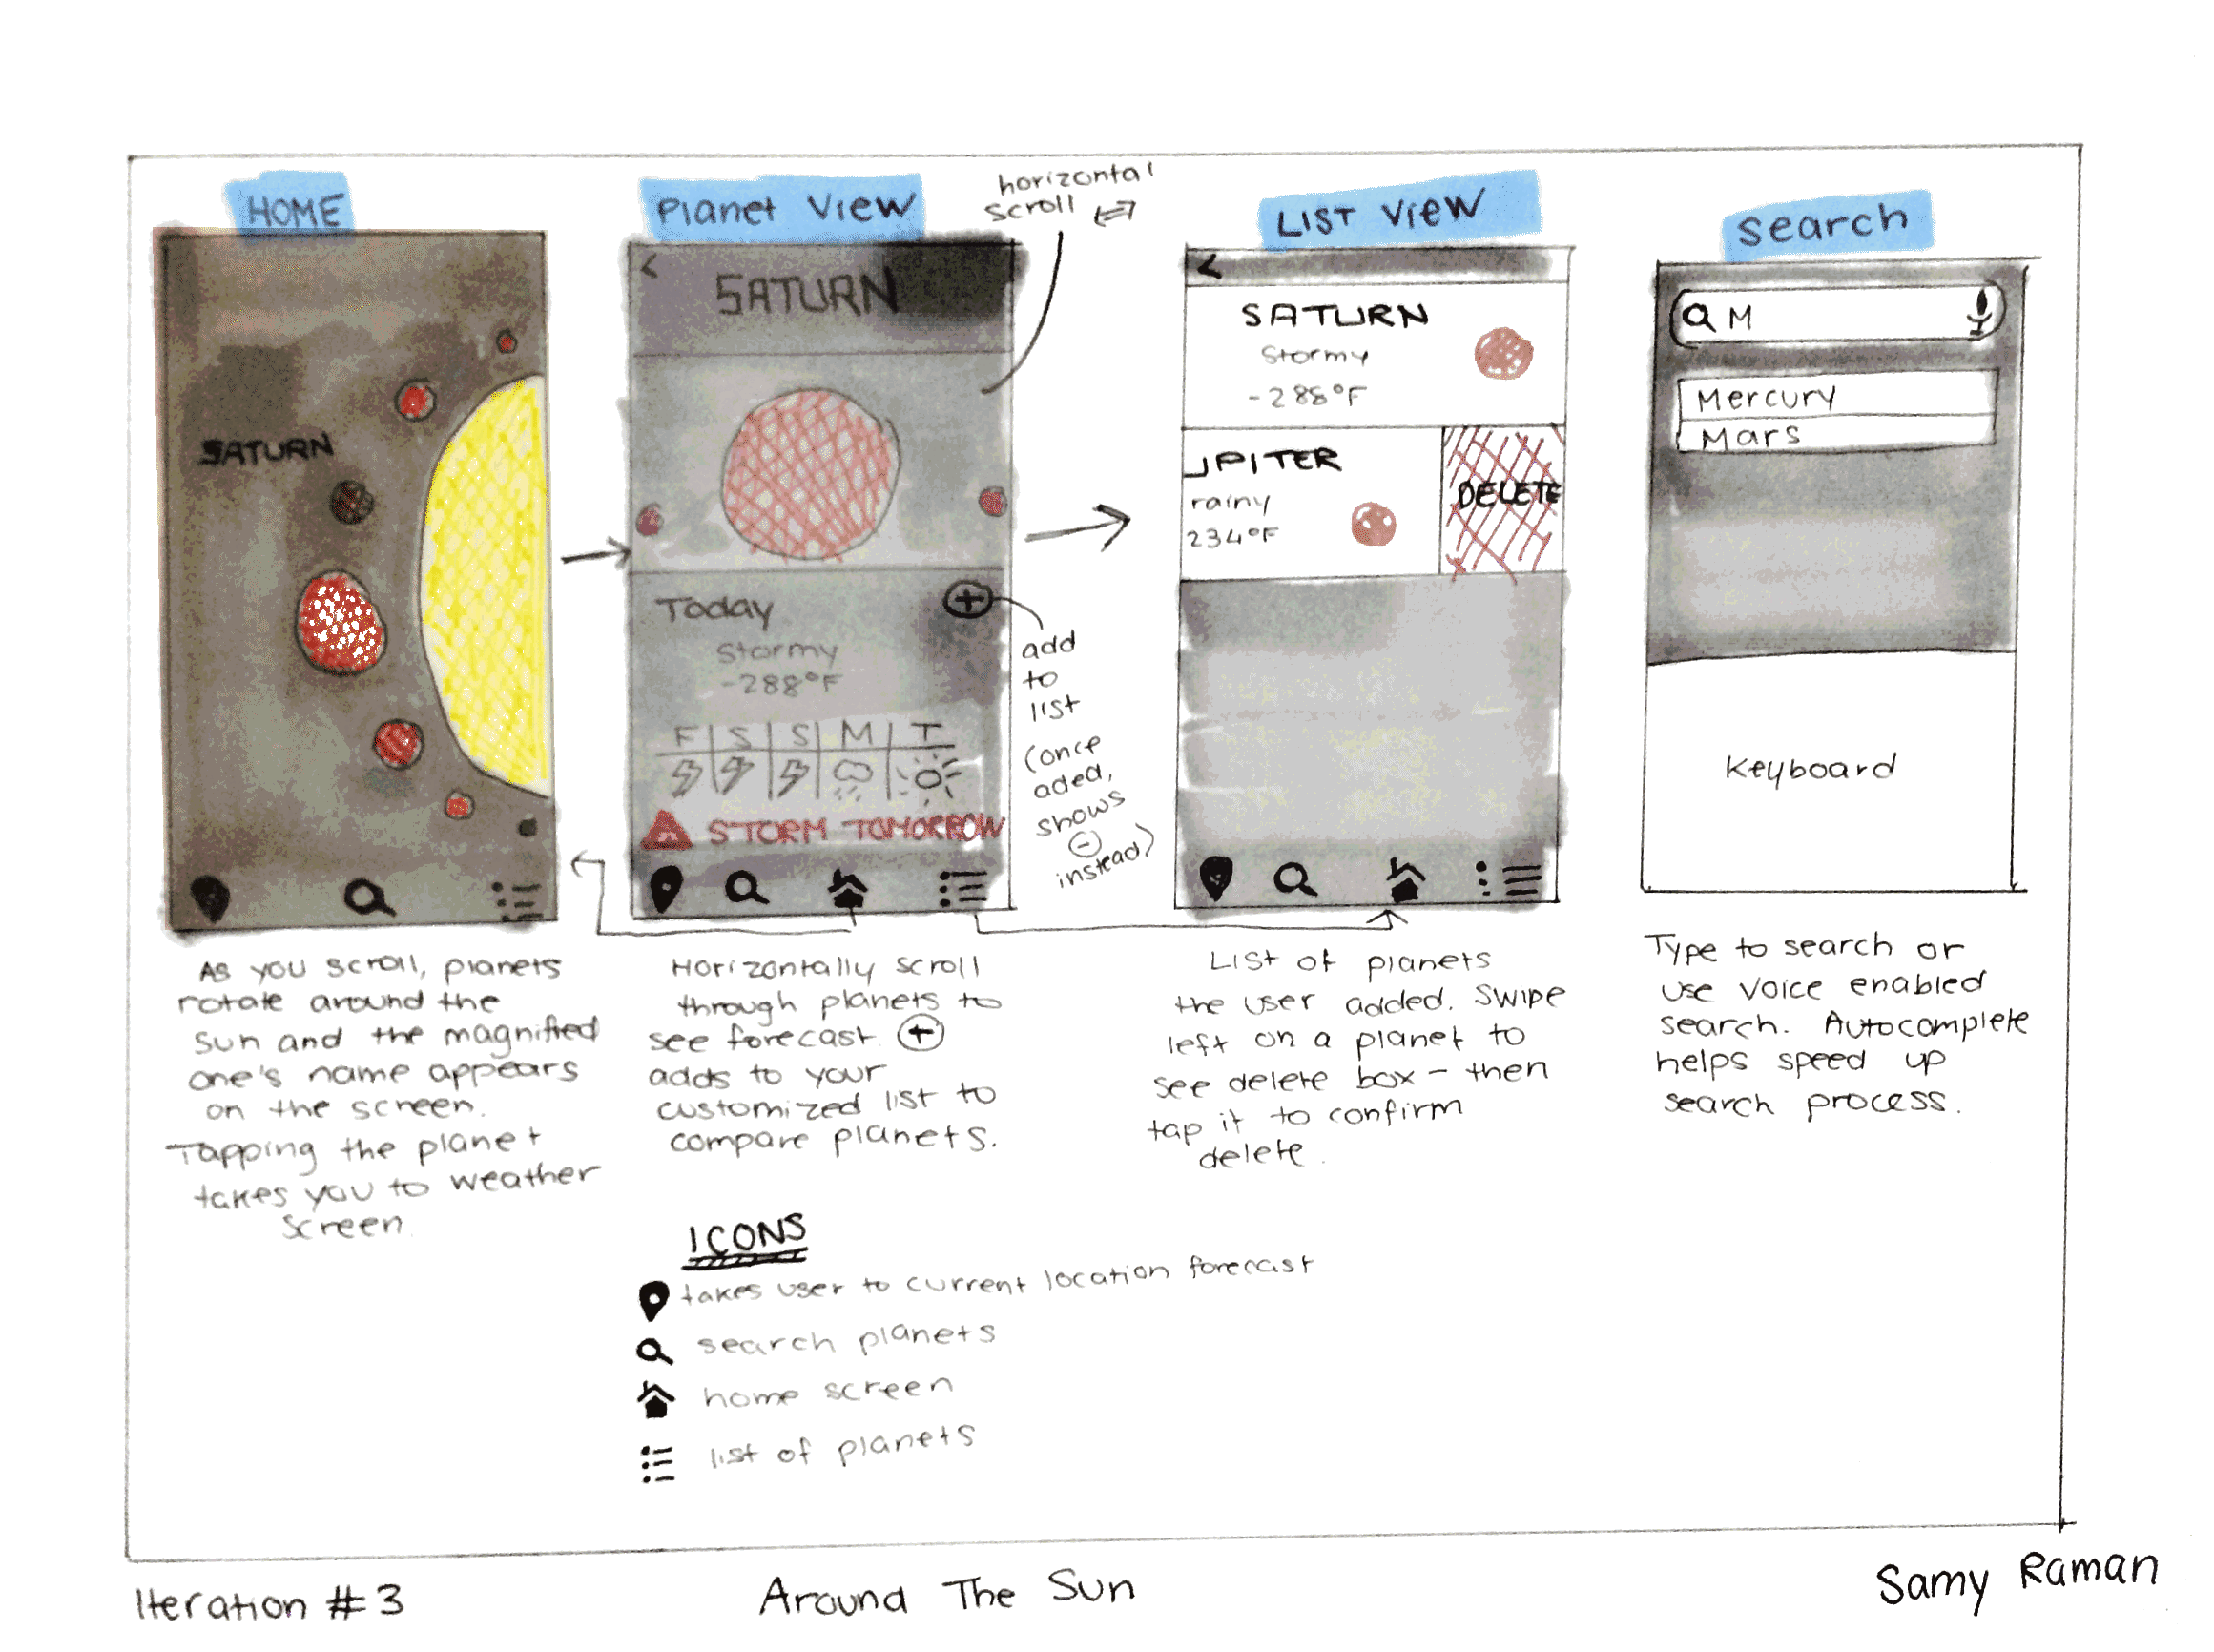 HOME
SATURN
As you scroll, planets
rotate around the
sun and the magnified
one's name appears
on the screen.
Tapping the planet
takes you to weather
screen.
Planet View
horizontal
scroll
<
SATURN
Today
Stormy
-288°F
F | S | S | M | T
STORM TOMORROW
add
to
list
(once
aded,
shows
⊖
instead)
Horizontally scroll
through planets to
see forecast. ⊕
adds to your
customized list to
compare planets.
LIST View
<
SATURN
Stormy
-288°F
JPITER
rainy
234°F
DELETE
List of planets
the user added. Swipe
left on a planet to
see delete box - then
tap it to confirm
delete.
Search
M
Mercury
Mars
Keyboard
Type to search or
use voice enabled
search. Autocomplete
helps speed up
search process.
ICONS
takes user to current location forecast
search planets
home screen
list of planets
Iteration #3
Around The Sun
Samy Raman